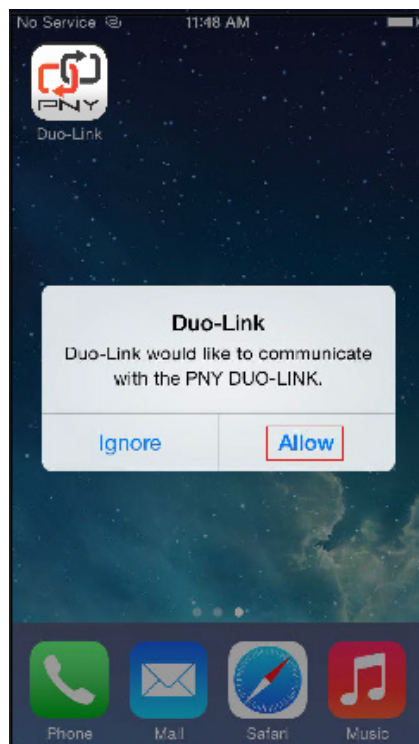 No Service 11:48 AM
PNY
Duo-Link
Duo-Link
Duo-Link would like to communicate
with the PNY DUO-LINK.
Ignore Allow
Phone Mail Safari Music